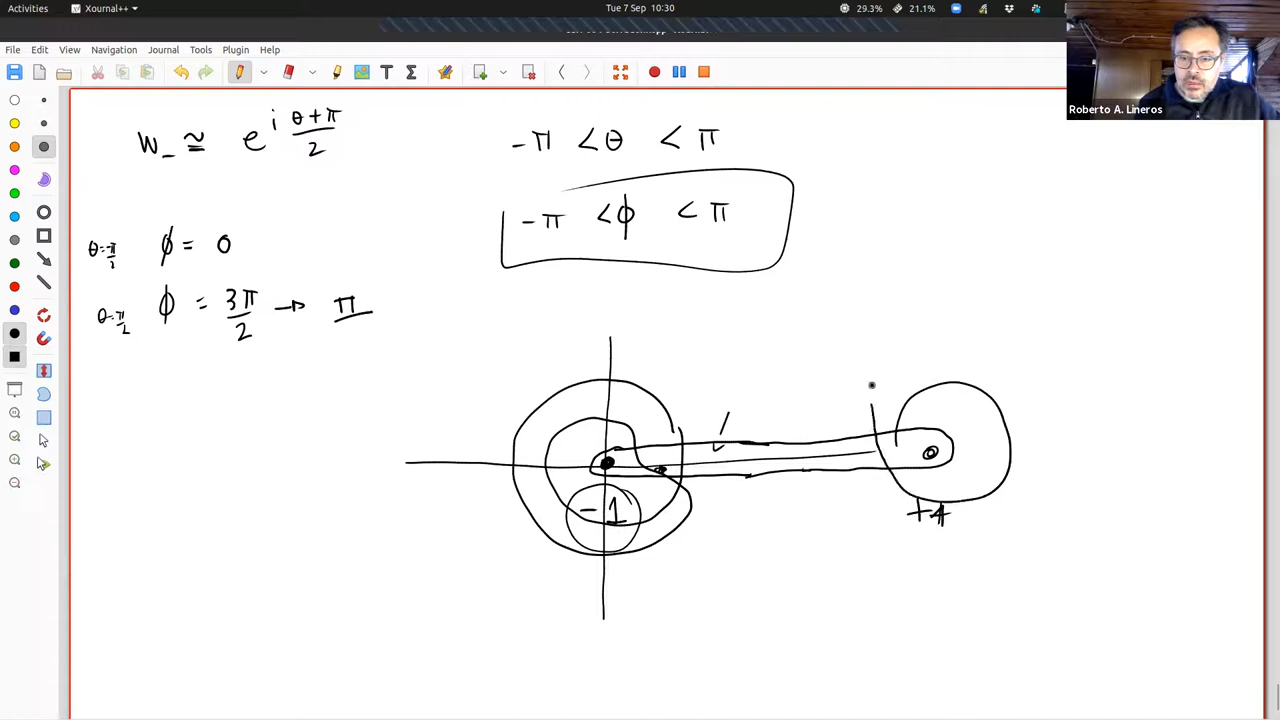 Activities
Xournal++
Tue 7 Sep 10:30
29.3%
21.1%
File Edit View Navigation Journal Tools Plugin Help
Roberto A. Lineros
w_ ≅ e^{i (θ+π)/2}
-π < θ < π
-π < ϕ < π
θ=π/2 ϕ = 0
θ=π/2 ϕ = 3π/2 → π
-1